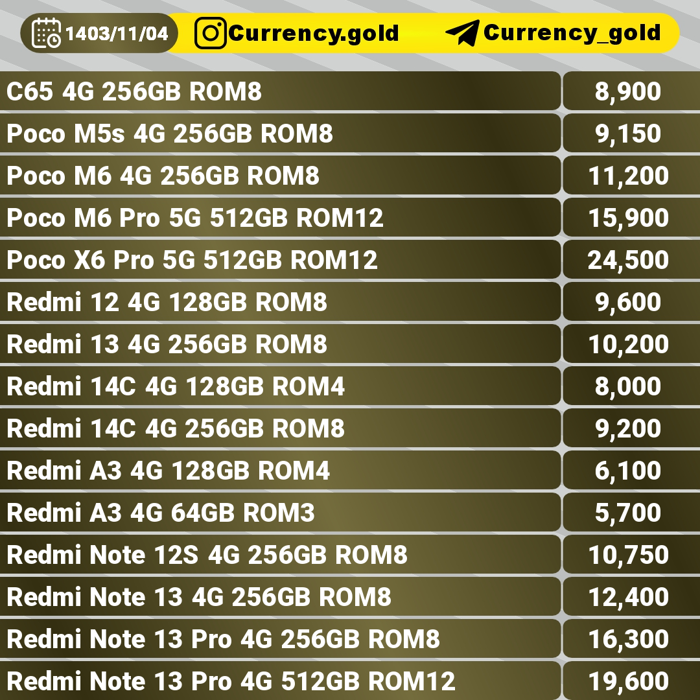 1403/11/04 Currency.gold Currency_gold
C65 4G 256GB ROM8 8,900
Poco M5s 4G 256GB ROM8 9,150
Poco M6 4G 256GB ROM8 11,200
Poco M6 Pro 5G 512GB ROM12 15,900
Poco X6 Pro 5G 512GB ROM12 24,500
Redmi 12 4G 128GB ROM8 9,600
Redmi 13 4G 256GB ROM8 10,200
Redmi 14C 4G 128GB ROM4 8,000
Redmi 14C 4G 256GB ROM8 9,200
Redmi A3 4G 128GB ROM4 6,100
Redmi A3 4G 64GB ROM3 5,700
Redmi Note 12S 4G 256GB ROM8 10,750
Redmi Note 13 4G 256GB ROM8 12,400
Redmi Note 13 Pro 4G 256GB ROM8 16,300
Redmi Note 13 Pro 4G 512GB ROM12 19,600